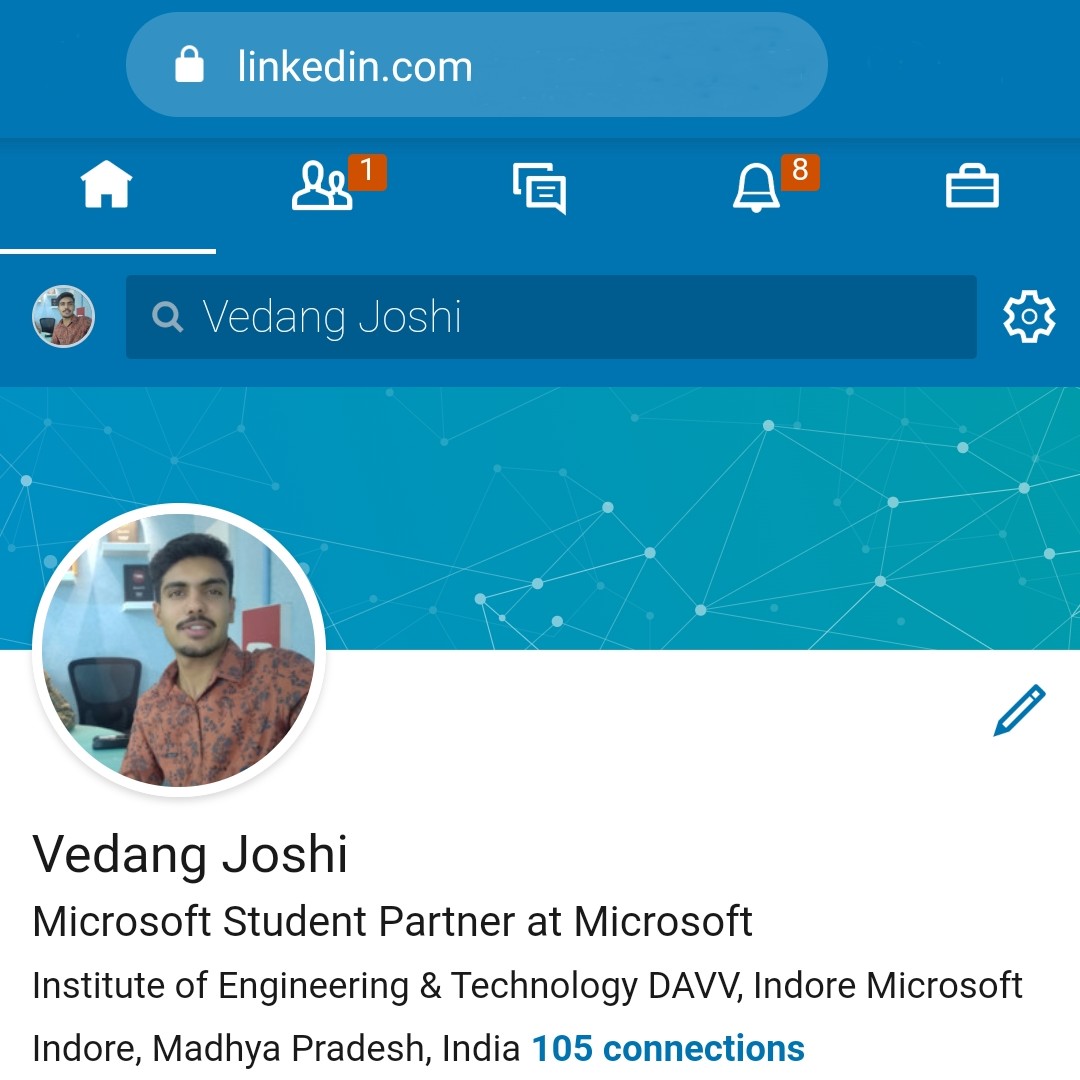 linkedin.com
1
8
Vedang Joshi
Vedang Joshi
Microsoft Student Partner at Microsoft
Institute of Engineering & Technology DAVV, Indore Microsoft
Indore, Madhya Pradesh, India 105 connections